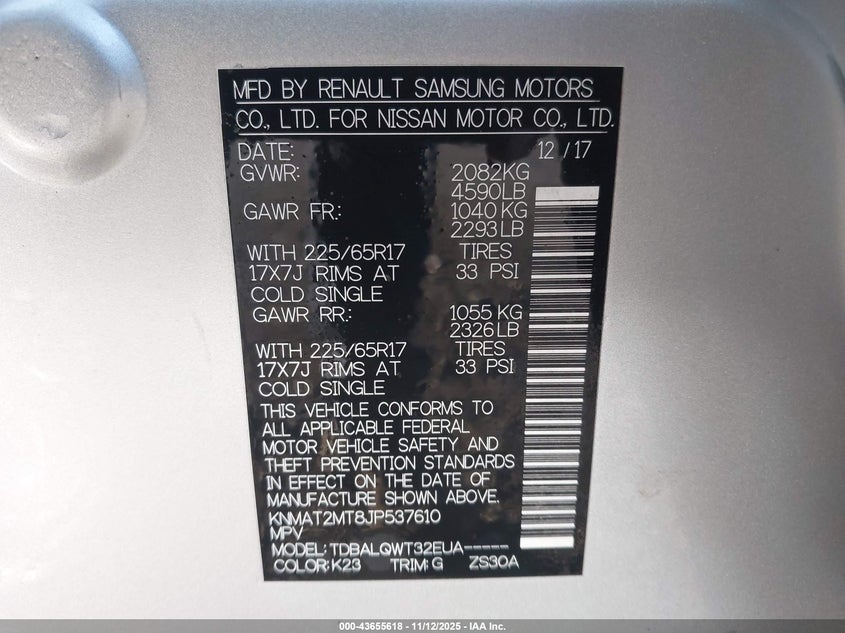 MFD BY RENAULT SAMSUNG MOTORS
CO., LTD. FOR NISSAN MOTOR CO., LTD.
DATE: 12 / 17
GVWR: 2082KG
4590LB
GAWR FR.: 1040 KG
2293 LB
WITH 225/65R17 TIRES
17X7J RIMS AT 33 PSI
COLD SINGLE
GAWR RR.: 1055 KG
2326 LB
WITH 225/65R17 TIRES
17X7J RIMS AT 33 PSI
COLD SINGLE
THIS VEHICLE CONFORMS TO
ALL APPLICABLE FEDERAL
MOTOR VEHICLE SAFETY AND
THEFT PREVENTION STANDARDS
IN EFFECT ON THE DATE OF
MANUFACTURE SHOWN ABOVE.
KNMAT2MT8JP537610
MPV
MODEL: TDBALQWT32EUA-----
COLOR: K23 TRIM: G ZS30A
000-43655618 - 11/12/2025 - IAA Inc.